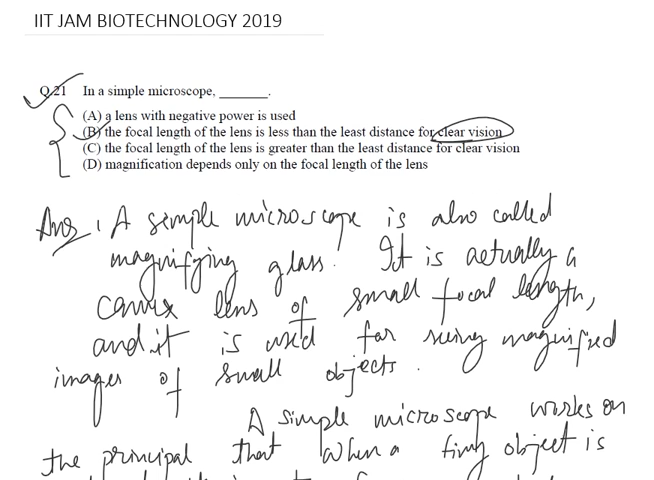 IIT JAM BIOTECHNOLOGY 2019
Q.21 In a simple microscope, _______.
(A) a lens with negative power is used
(B) the focal length of the lens is less than the least distance for clear vision
(C) the focal length of the lens is greater than the least distance for clear vision
(D) magnification depends only on the focal length of the lens
Ans, A simple microscope is also called
magnifying glass. It is actually a
convex lens of small focal length,
and it is used for seeing magnified
images of small objects.
A simple microscope works on
the principal that when a tiny object is